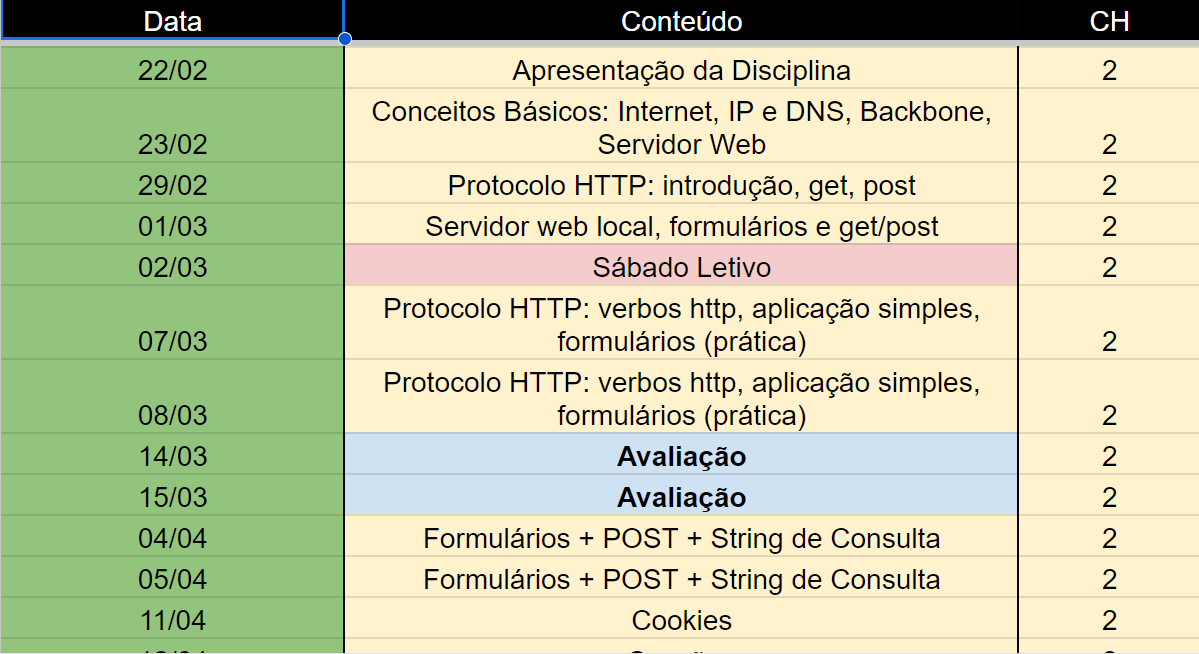 Data Conteúdo CH
22/02 Apresentação da Disciplina 2
Conceitos Básicos: Internet, IP e DNS, Backbone,
23/02 Servidor Web 2
29/02 Protocolo HTTP: introdução, get, post 2
01/03 Servidor web local, formulários e get/post 2
02/03 Sábado Letivo 2
Protocolo HTTP: verbos http, aplicação simples,
07/03 formulários (prática) 2
Protocolo HTTP: verbos http, aplicação simples,
08/03 formulários (prática) 2
14/03 Avaliação 2
15/03 Avaliação 2
04/04 Formulários + POST + String de Consulta 2
05/04 Formulários + POST + String de Consulta 2
11/04 Cookies 2